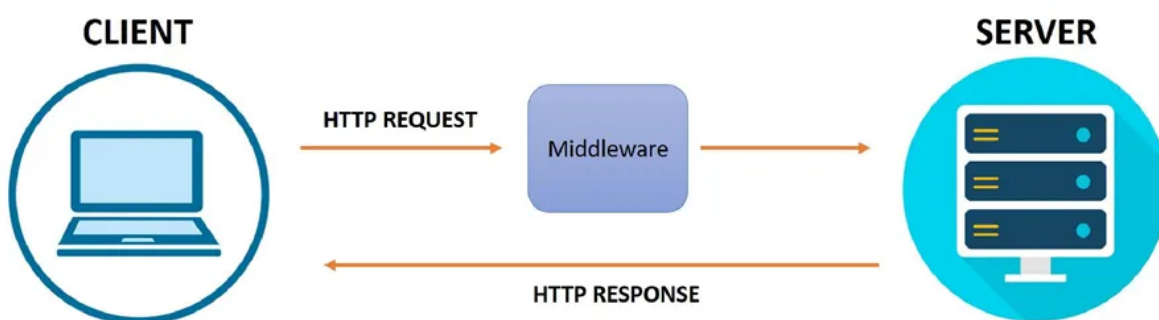 CLIENT
SERVER
HTTP REQUEST
Middleware
HTTP RESPONSE